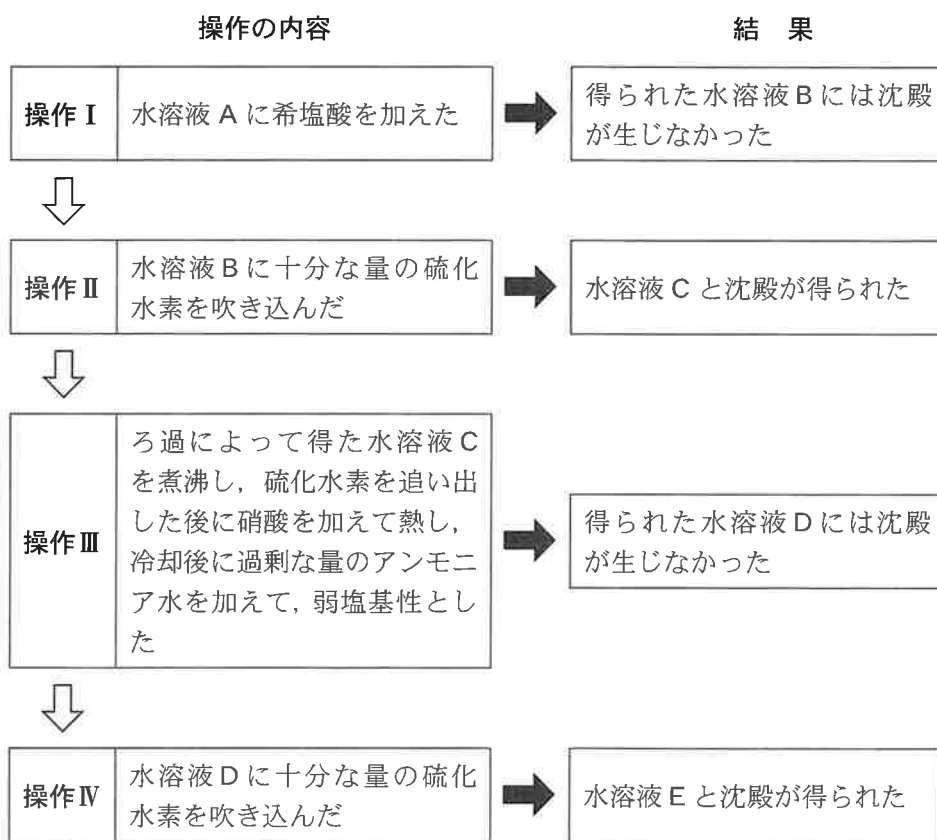 操作の内容
結 果
操作Ⅰ
水溶液Aに希塩酸を加えた
得られた水溶液Bには沈殿
が生じなかった
操作Ⅱ
水溶液Bに十分な量の硫化
水素を吹き込んだ
水溶液Cと沈殿が得られた
操作Ⅲ
ろ過によって得た水溶液C
を煮沸し，硫化水素を追い出
した後に硝酸を加えて熱し，
冷却後に過剰な量のアンモニ
ア水を加えて，弱塩基性とし
た
得られた水溶液Dには沈殿
が生じなかった
操作Ⅳ
水溶液Dに十分な量の硫化
水素を吹き込んだ
水溶液Eと沈殿が得られた